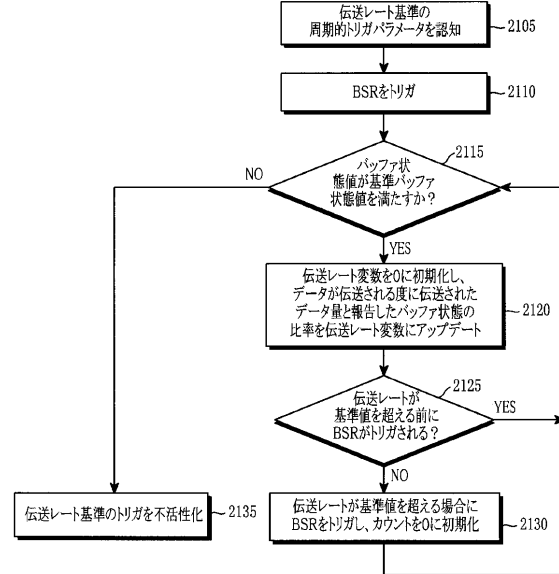 伝送レート基準の
周期的トリガパラメータを認知
2105
BSRをトリガ
2110
2115
バッファ状
態値が基準バッファ
状態値を満たすか？
NO
YES
伝送レート変数を0に初期化し、
データが伝送される度に伝送された
データ量と報告したバッファ状態の
比率を伝送レート変数にアップデート
2120
2125
伝送レートが
基準値を超える前に
BSRがトリガされる？
YES
NO
伝送レート基準のトリガを不活性化
2135
伝送レートが基準値を超える場合に
BSRをトリガし、カウントを0に初期化
2130